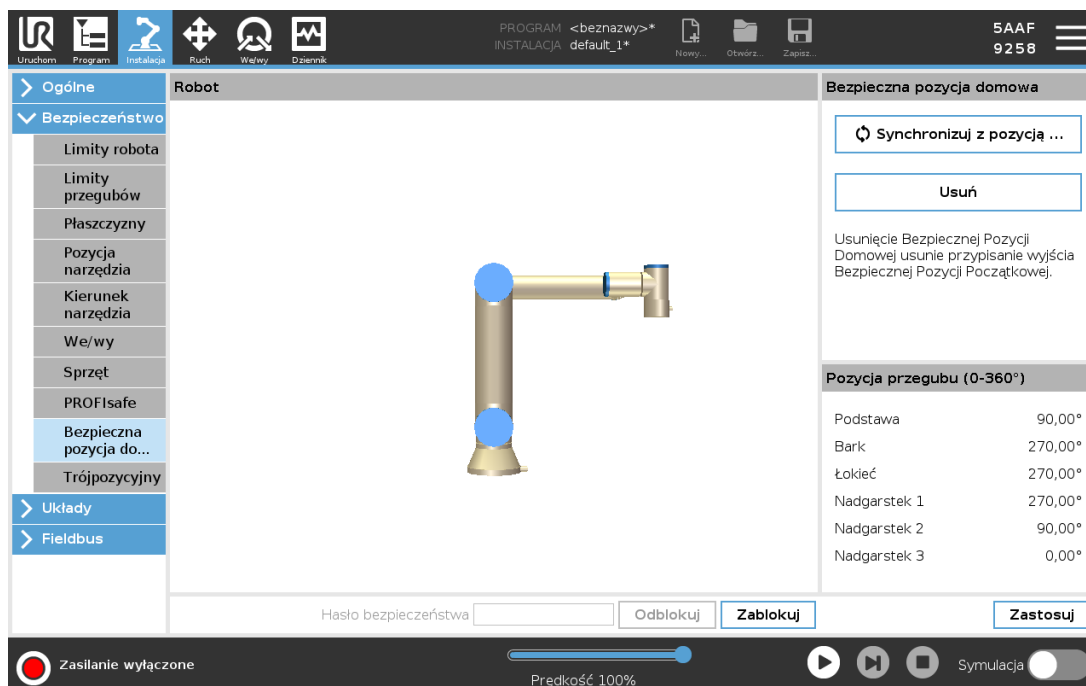 UR
Uruchom
Program
Instalacja
Ruch
We/wy
Dziennik
PROGRAM <beznazwy>*
INSTALACJA default_1*
Nowy...
Otwórz...
Zapisz...
5AAF
9258
Ogólne
Bezpieczeństwo
Limity robota
Limity
przegubów
Płaszczyzny
Pozycja
narzędzia
Kierunek
narzędzia
We/wy
Sprzęt
PROFIsafe
Bezpieczna
pozycja do...
Trójpozycyjny
Układy
Fieldbus
Robot
Bezpieczna pozycja domowa
Synchronizuj z pozycją ...
Usuń
Usunięcie Bezpiecznej Pozycji
Domowej usunie przypisanie wyjścia
Bezpiecznej Pozycji Początkowej.
Pozycja przegubu (0-360°)
Podstawa 90,00°
Bark 270,00°
Łokieć 270,00°
Nadgarstek 1 270,00°
Nadgarstek 2 90,00°
Nadgarstek 3 0,00°
Hasło bezpieczeństwa
Odblokuj
Zablokuj
Zastosuj
Zasilanie wyłączone
Prędkość 100%
Symulacja